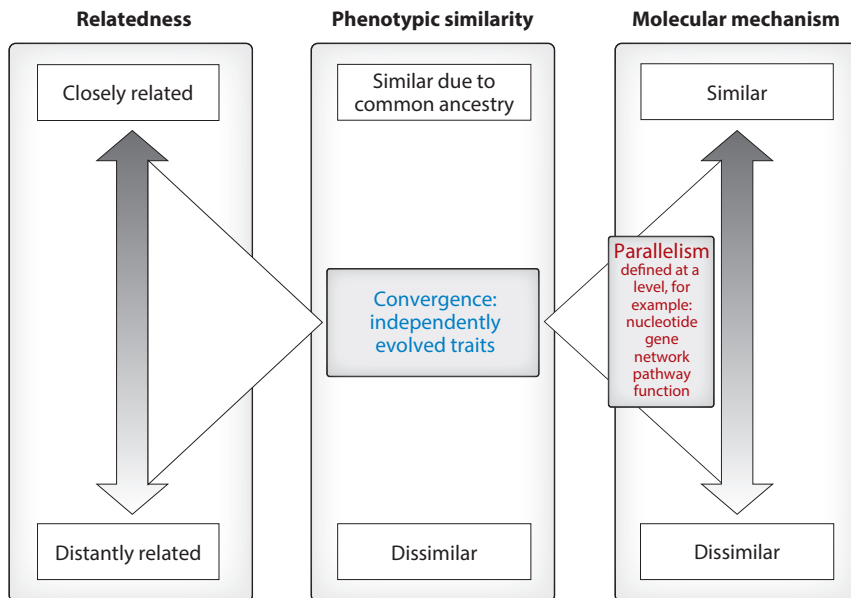 Relatedness
Closely related
Distantly related
Phenotypic similarity
Similar due to
common ancestry
Convergence:
independently
evolved traits
Dissimilar
Molecular mechanism
Similar
Parallelism
defined at a
level, for
example:
nucleotide
gene
network
pathway
function
Dissimilar